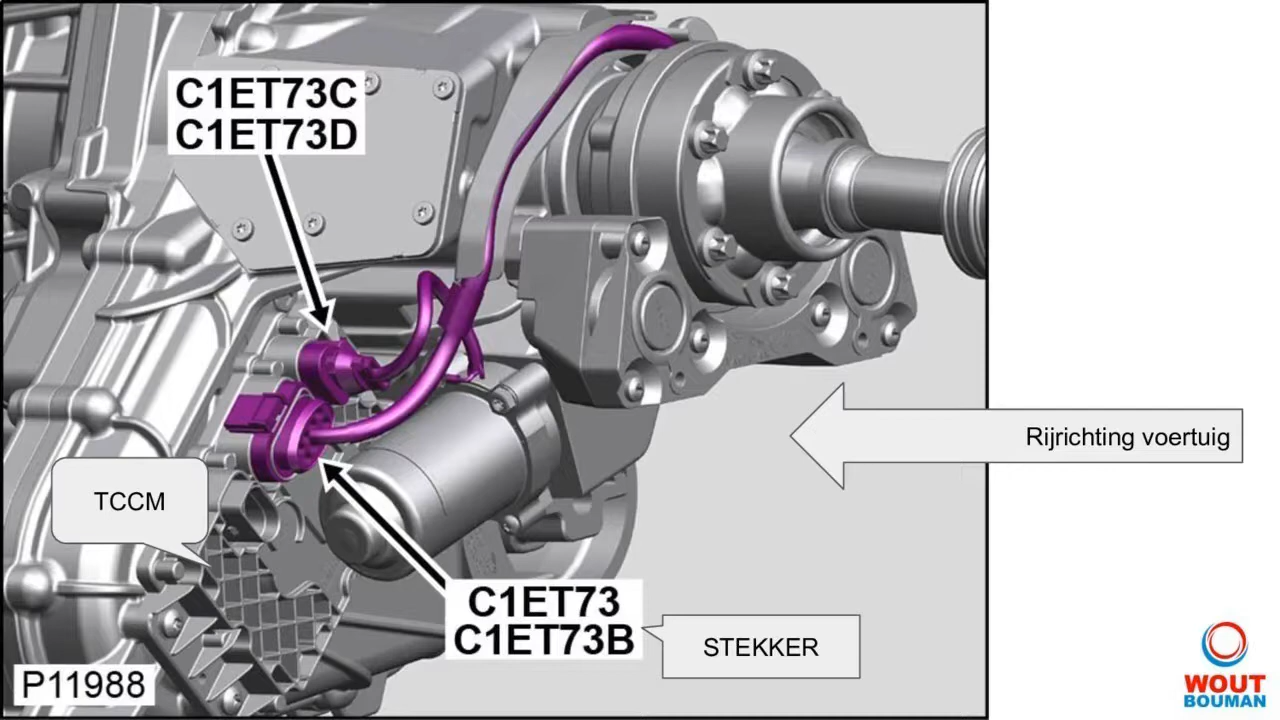 C1ET73C
C1ET73D
Rijrichting voertuig
TCCM
C1ET73
C1ET73B
STEKKER
P11988
WOUT
BOUMAN